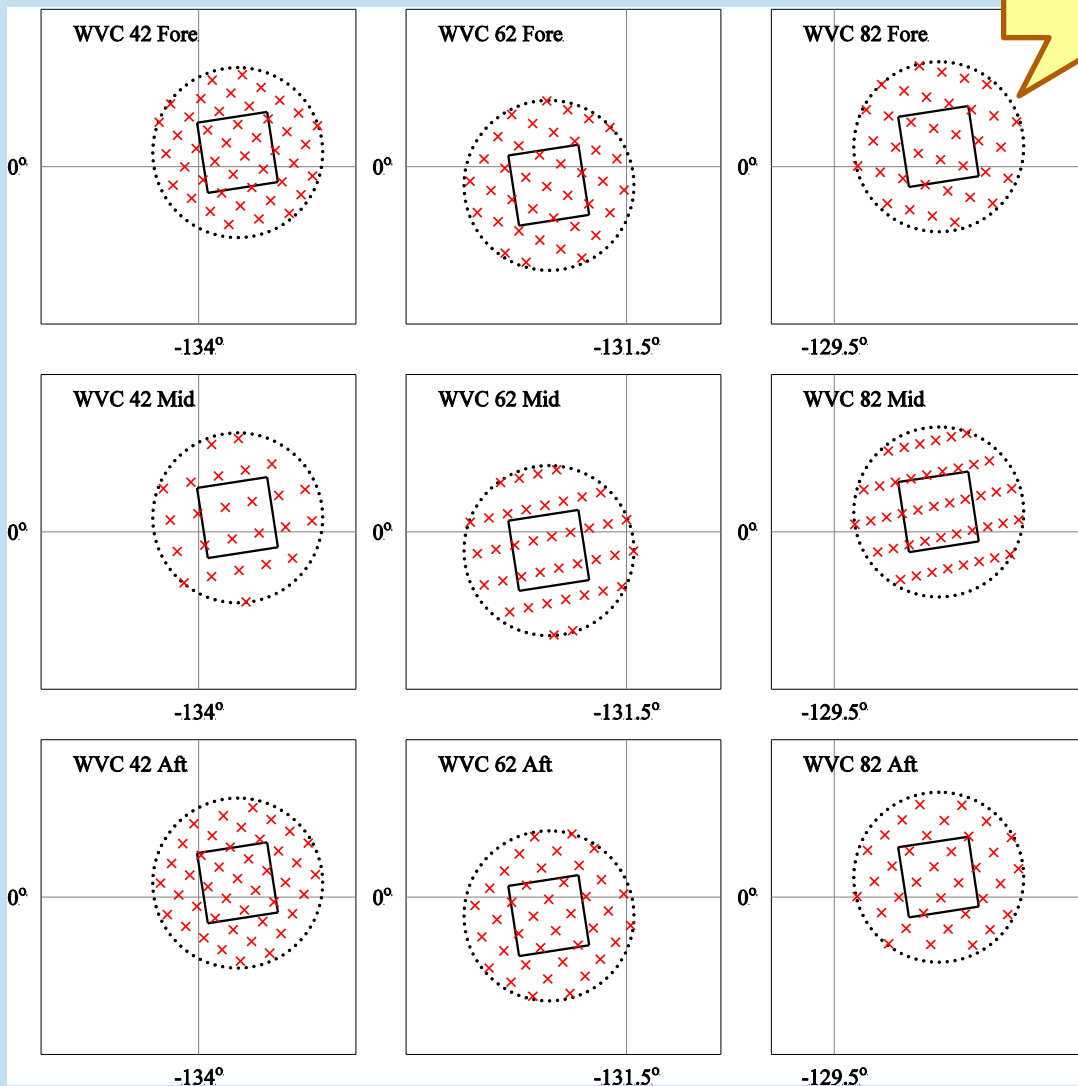 WVC 42 Fore
WVC 62 Fore
WVC 82 Fore
0°
0°
0°
-134°
-131.5°
-129.5°
WVC 42 Mid
WVC 62 Mid
WVC 82 Mid
0°
0°
0°
-134°
-131.5°
-129.5°
WVC 42 Aft
WVC 62 Aft
WVC 82 Aft
0°
0°
0°
-134°
-131.5°
-129.5°